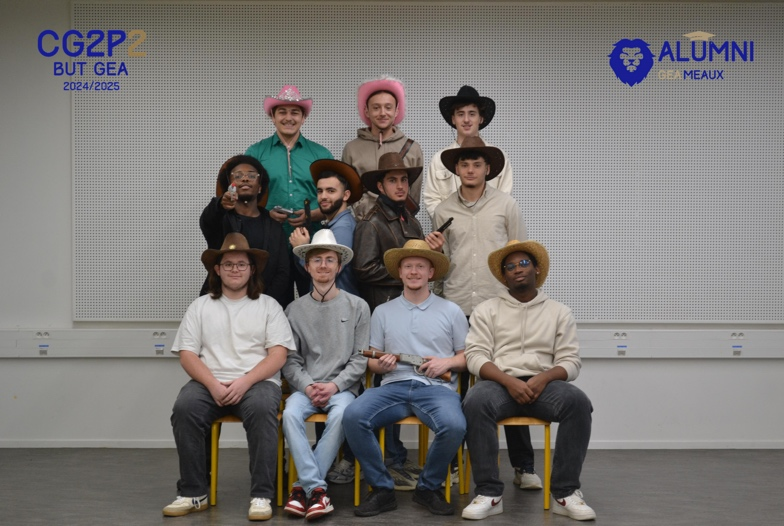 CG2P2
BUT GEA
2024/2025
ALUMNI
GEA MEAUX